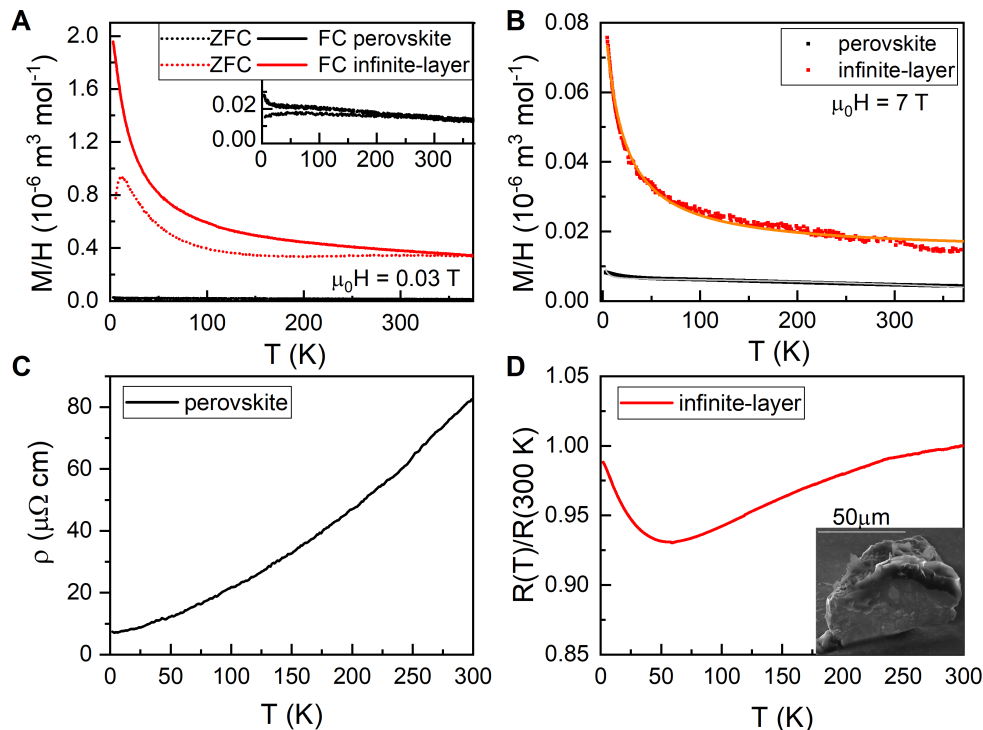 A
ZFC FC perovskite
ZFC FC infinite-layer
M/H (10⁻⁶ m³ mol⁻¹)
2.0
1.6
1.2
0.8
0.4
0.0
0.02
0.00
0 100 200 300
μ₀H = 0.03 T
0 100 200 300
T (K)
B
perovskite
infinite-layer
μ₀H = 7 T
M/H (10⁻⁶ m³ mol⁻¹)
0.08
0.06
0.04
0.02
0.00
0 100 200 300
T (K)
C
perovskite
ρ (μΩ cm)
80
60
40
20
0
0 50 100 150 200 250 300
T (K)
D
infinite-layer
R(T)/R(300 K)
1.05
1.00
0.95
0.90
0.85
50μm
0 50 100 150 200 250 300
T (K)